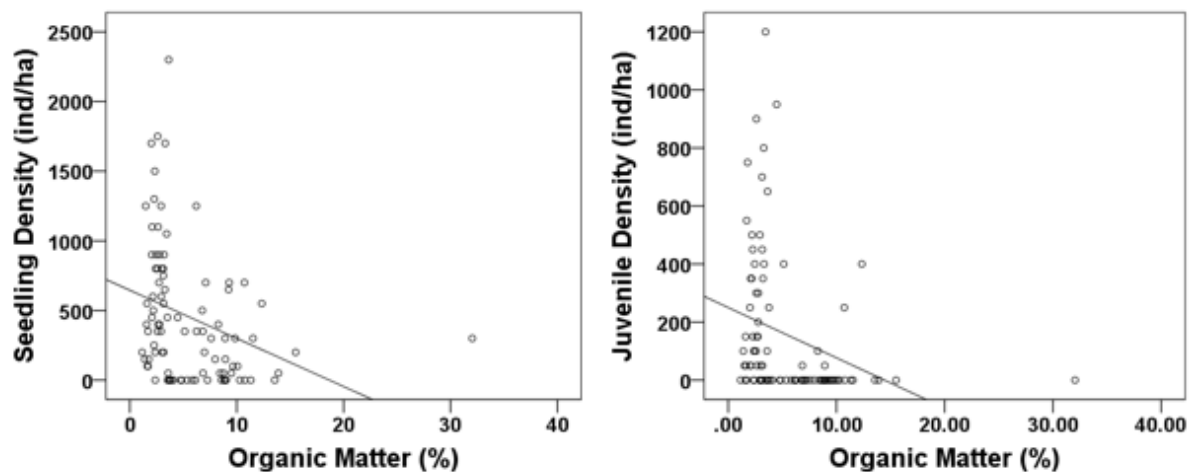 Seedling Density (ind/ha)
2500
2000
1500
1000
500
0
0 10 20 30 40
Organic Matter (%)
Juvenile Density (ind/ha)
1200
1000
800
600
400
200
0
.00 10.00 20.00 30.00 40.00
Organic Matter (%)